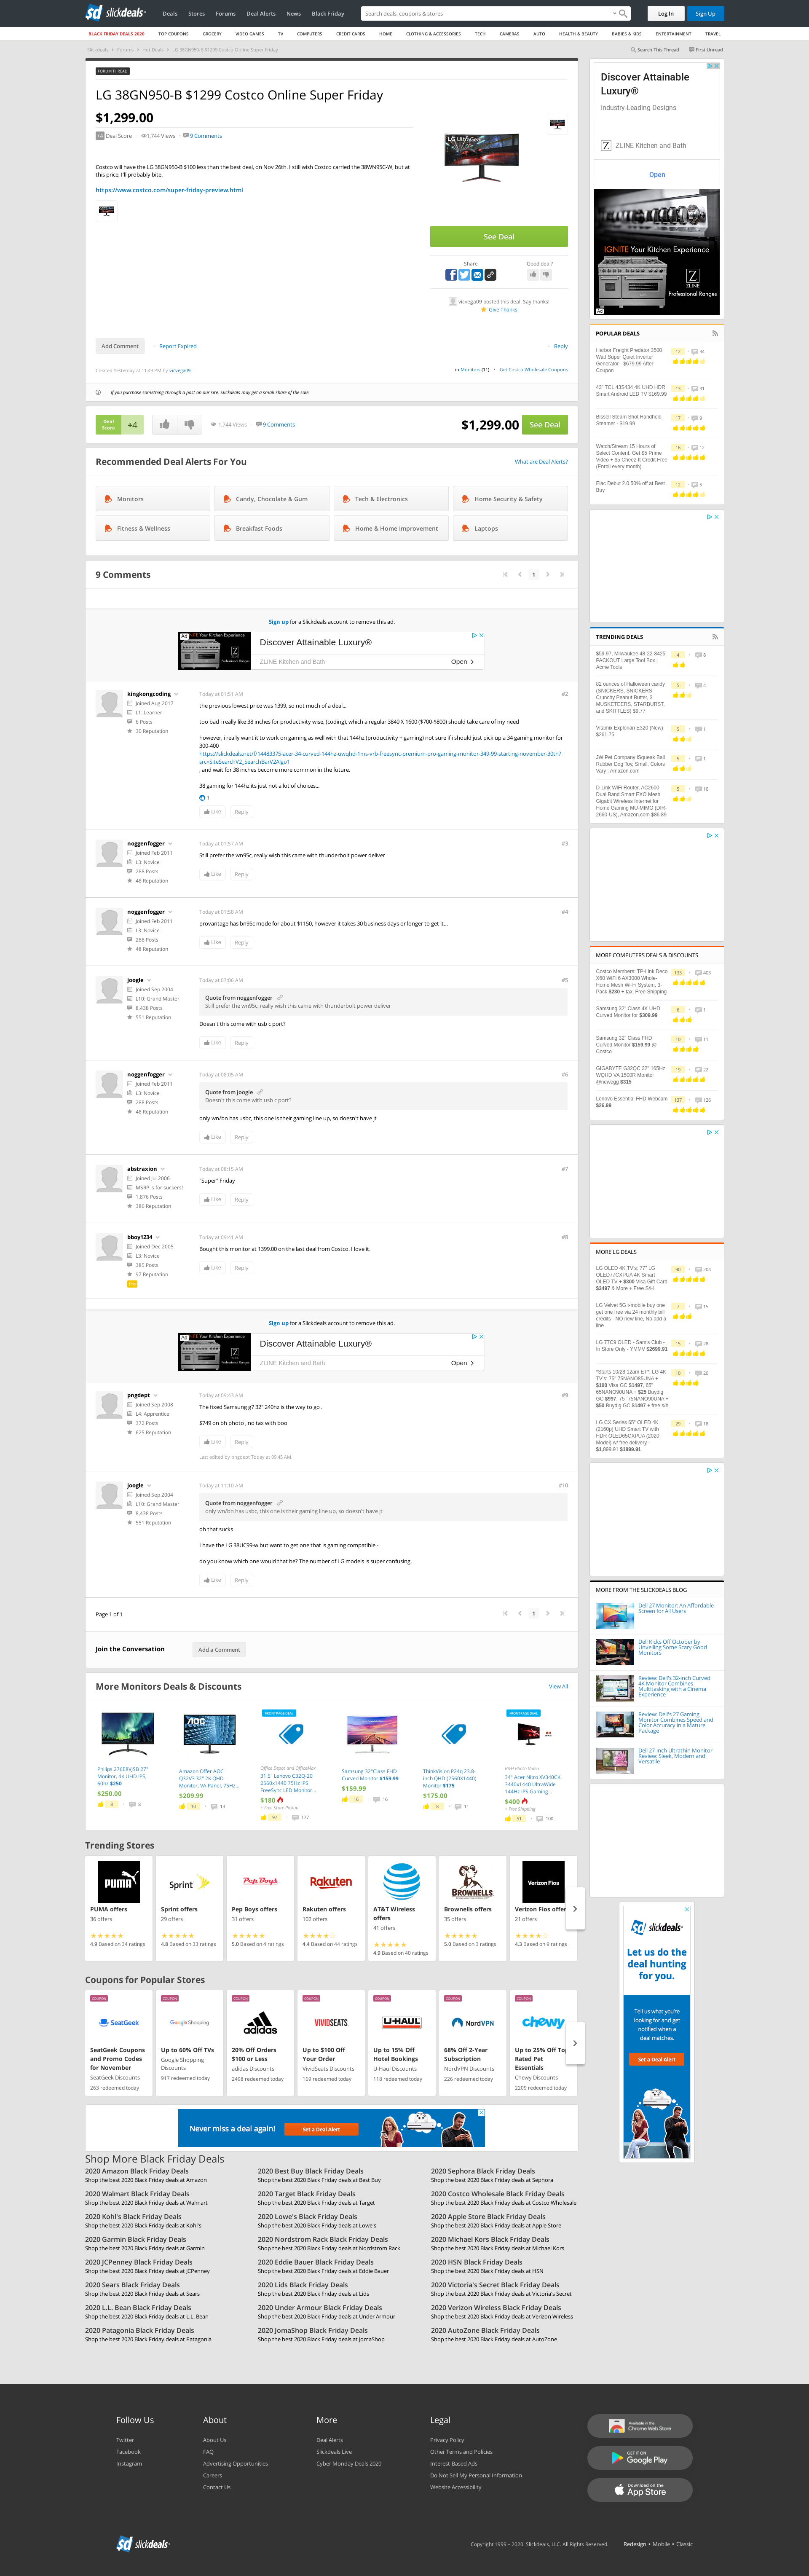 slickdeals
Deals
Stores
Forums
Deal Alerts
News
Black Friday
Search deals, coupons & stores
Log In
Sign Up
BLACK FRIDAY DEALS 2020
TOP COUPONS
GROCERY
VIDEO GAMES
TV
COMPUTERS
CREDIT CARDS
HOME
CLOTHING & ACCESSORIES
TECH
CAMERAS
AUTO
HEALTH & BEAUTY
BABIES & KIDS
ENTERTAINMENT
TRAVEL
Slickdeals
Forums
Hot Deals
LG 38GN950-B $1299 Costco Online Super Friday
Search This Thread
First Unread
FORUM THREAD
LG 38GN950-B $1299 Costco Online Super Friday
$1,299.00
+4 Deal Score
1,744 Views
9 Comments
Costco will have the LG 38GN950-B $100 less than the best deal, on Nov 26th. I still wish Costco carried the 38WN95C-W, but at
this price, I'll probably bite.
https://www.costco.com/super-friday-preview.html
See Deal
Share
Good deal?
vicvega09 posted this deal. Say thanks!
Give Thanks
Add Comment
Report Expired
Reply
Created Yesterday at 11:40 PM by vicvega09
in Monitors (11)
Get Costco Wholesale Coupons
If you purchase something through a post on our site, Slickdeals may get a small share of the sale.
Deal
Score
+4
1,744 Views
9 Comments
$1,299.00
See Deal
Recommended Deal Alerts For You
What are Deal Alerts?
Monitors
Candy, Chocolate & Gum
Tech & Electronics
Home Security & Safety
Fitness & Wellness
Breakfast Foods
Home & Home Improvement
Laptops
9 Comments
1
Sign up for a Slickdeals account to remove this ad.
Ad
Discover Attainable Luxury®
ZLINE Kitchen and Bath
Open
kingkongcoding
Joined Aug 2017
L1: Learner
6 Posts
30 Reputation
Today at 01:51 AM
#2
the previous lowest price was 1399, so not much of a deal...
too bad i really like 38 inches for productivity wise, (coding), which a regular 3840 X 1600 ($700-$800) should take care of my need
however, i really want it to work on gaming as well with that 144hz (productivity + gaming) not sure if i should just pick up a 34 gaming for
300-400
https://slickdeals.net/f/14483375-acer-34-curved-144hz-uwqhd-1ms-vrb-freesync-premium-pro-gaming-monitor-349-99-starting-november-30th?
src=SiteSearchV2_SearchBarV2Algo1
, and wait for 38 inches become more common in the future.
38 gaming for 144hz its just not a lot of choices...
1
Like
Reply
noggenfogger
Joined Feb 2011
L3: Novice
288 Posts
48 Reputation
Today at 01:57 AM
#3
Still prefer the wn95c, really wish this came with thunderbolt power deliver
Like
Reply
noggenfogger
Joined Feb 2011
L3: Novice
288 Posts
48 Reputation
Today at 01:58 AM
#4
provantage has bn95c mode for about $1150, however it takes 30 business days or longer to get it...
Like
Reply
joogle
Joined Sep 2004
L10: Grand Master
8,438 Posts
551 Reputation
Today at 07:06 AM
#5
Quote from noggenfogger
Still prefer the wn95c, really wish this came with thunderbolt power deliver
Doesn't this come with usb c port?
Like
Reply
noggenfogger
Joined Feb 2011
L3: Novice
288 Posts
48 Reputation
Today at 08:05 AM
#6
Quote from joogle
Doesn't this come with usb c port?
only wn/bn has usbc, this one is their gaming line up, so doesn't have it
Like
Reply
abstraxion
Joined Jul 2006
MSRP is for suckers!
1,876 Posts
386 Reputation
Today at 08:15 AM
#7
"Super" Friday
Like
Reply
bboy1234
Joined Dec 2005
L3: Novice
385 Posts
97 Reputation
Pro
Today at 09:41 AM
#8
Bought this monitor at 1399.00 on the last deal from Costco. I love it.
Like
Reply
Sign up for a Slickdeals account to remove this ad.
Ad
Discover Attainable Luxury®
ZLINE Kitchen and Bath
Open
pngdept
Joined Sep 2008
L4: Apprentice
372 Posts
625 Reputation
Today at 09:43 AM
#9
The fixed Samsung g7 32" 240hz is the way to go .
$749 on bh photo , no tax with boo
Like
Reply
Last edited by pngdept Today at 09:45 AM.
joogle
Joined Sep 2004
L10: Grand Master
8,438 Posts
551 Reputation
Today at 11:10 AM
#10
Quote from noggenfogger
only wn/bn has usbc, this one is their gaming line up, so doesn't have it
oh that sucks
I have the LG 38UC99-w but want to get one that is gaming compatible -
do you know which one would that be? The number of LG models is super confusing.
Like
Reply
Page 1 of 1
1
Join the Conversation
Add a Comment
More Monitors Deals & Discounts
View All
Philips 276E8VJSB 27"
Monitor, 4K UHD IPS,
60hz $250
$250.00
8
8
Amazon Offer AOC
Q32V3 32" 2K QHD
Monitor, VA Panel, 75Hz...
$209.99
10
13
FRONTPAGE DEAL
Office Depot and OfficeMax
31.5" Lenovo C32Q-20
2560x1440 75Hz IPS
FreeSync LED Monitor...
$180
+ Free Store Pickup
97
177
Samsung 32"Class FHD
Curved Monitor $159.99
$159.99
16
16
ThinkVision P24q 23.8-
inch QHD (2560X1440)
Monitor $175
$175.00
8
11
FRONTPAGE DEAL
B&H Photo Video
34" Acer Nitro XV340CK
3440x1440 UltraWide
144Hz IPS Gaming...
$400
+ Free Shipping
51
100
Trending Stores
PUMA offers
36 offers
4.9 Based on 34 ratings
Sprint offers
29 offers
4.8 Based on 33 ratings
Pep Boys offers
31 offers
5.0 Based on 4 ratings
Rakuten offers
102 offers
4.4 Based on 44 ratings
AT&T Wireless
offers
41 offers
4.9 Based on 40 ratings
Brownells offers
35 offers
5.0 Based on 3 ratings
Verizon Fios offers
21 offers
4.3 Based on 9 ratings
Coupons for Popular Stores
COUPON
SeatGeek
SeatGeek Coupons
and Promo Codes
for November
SeatGeek Discounts
263 redeemed today
COUPON
Google Shopping
Up to 60% Off TVs
Google Shopping
Discounts
917 redeemed today
COUPON
adidas
20% Off Orders
$100 or Less
adidas Discounts
2498 redeemed today
COUPON
VIVIDSEATS
Up to $100 Off
Your Order
VividSeats Discounts
169 redeemed today
COUPON
U-HAUL
Up to 15% Off
Hotel Bookings
U-Haul Discounts
118 redeemed today
COUPON
NordVPN
68% Off 2-Year
Subscription
NordVPN Discounts
226 redeemed today
COUPON
chewy
Up to 25% Off Top
Rated Pet
Essentials
Chewy Discounts
2209 redeemed today
Never miss a deal again!
Set a Deal Alert
Shop More Black Friday Deals
2020 Amazon Black Friday Deals
Shop the best 2020 Black Friday deals at Amazon
2020 Best Buy Black Friday Deals
Shop the best 2020 Black Friday deals at Best Buy
2020 Sephora Black Friday Deals
Shop the best 2020 Black Friday deals at Sephora
2020 Walmart Black Friday Deals
Shop the best 2020 Black Friday deals at Walmart
2020 Target Black Friday Deals
Shop the best 2020 Black Friday deals at Target
2020 Costco Wholesale Black Friday Deals
Shop the best 2020 Black Friday deals at Costco Wholesale
2020 Kohl's Black Friday Deals
Shop the best 2020 Black Friday deals at Kohl's
2020 Lowe's Black Friday Deals
Shop the best 2020 Black Friday deals at Lowe's
2020 Apple Store Black Friday Deals
Shop the best 2020 Black Friday deals at Apple Store
2020 Garmin Black Friday Deals
Shop the best 2020 Black Friday deals at Garmin
2020 Nordstrom Rack Black Friday Deals
Shop the best 2020 Black Friday deals at Nordstrom Rack
2020 Michael Kors Black Friday Deals
Shop the best 2020 Black Friday deals at Michael Kors
2020 JCPenney Black Friday Deals
Shop the best 2020 Black Friday deals at JCPenney
2020 Eddie Bauer Black Friday Deals
Shop the best 2020 Black Friday deals at Eddie Bauer
2020 HSN Black Friday Deals
Shop the best 2020 Black Friday deals at HSN
2020 Sears Black Friday Deals
Shop the best 2020 Black Friday deals at Sears
2020 Lids Black Friday Deals
Shop the best 2020 Black Friday deals at Lids
2020 Victoria's Secret Black Friday Deals
Shop the best 2020 Black Friday deals at Victoria's Secret
2020 L.L. Bean Black Friday Deals
Shop the best 2020 Black Friday deals at L.L. Bean
2020 Under Armour Black Friday Deals
Shop the best 2020 Black Friday deals at Under Armour
2020 Verizon Wireless Black Friday Deals
Shop the best 2020 Black Friday deals at Verizon Wireless
2020 Patagonia Black Friday Deals
Shop the best 2020 Black Friday deals at Patagonia
2020 JomaShop Black Friday Deals
Shop the best 2020 Black Friday deals at JomaShop
2020 AutoZone Black Friday Deals
Shop the best 2020 Black Friday deals at AutoZone
Discover Attainable
Luxury®
Industry-Leading Designs
ZLINE Kitchen and Bath
Open
IGNITE Your Kitchen Experience
ZLINE
Professional Ranges
Ad
POPULAR DEALS
Harbor Freight Predator 3500
Watt Super Quiet Inverter
Generator - $679.99 After
Coupon
12
34
43" TCL 43S434 4K UHD HDR
Smart Android LED TV $169.99
13
31
Bissell Steam Shot Handheld
Steamer - $19.99
17
9
Watch/Stream 15 Hours of
Select Content, Get $5 Prime
Video + $5 Cheez-It Credit Free
(Enroll every month)
16
12
Elac Debut 2.0 50% off at Best
Buy
12
5
TRENDING DEALS
$59.97, Milwaukee 48-22-8425
PACKOUT Large Tool Box |
Acme Tools
4
8
82 ounces of Halloween candy
(SNICKERS, SNICKERS
Crunchy Peanut Butter, 3
MUSKETEERS, STARBURST,
and SKITTLES) $9.77
5
4
Vitamix Explorian E320 (New)
$261.75
5
1
JW Pet Company iSqueak Ball
Rubber Dog Toy, Small, Colors
Vary : Amazon.com
5
1
D-Link WiFi Router, AC2600
Dual Band Smart EXO Mesh
Gigabit Wireless Internet for
Home Gaming MU-MIMO (DIR-
2660-US), Amazon.com $88.89
5
10
MORE COMPUTERS DEALS & DISCOUNTS
Costco Members: TP-Link Deco
X60 WiFi 6 AX3000 Whole-
Home Mesh Wi-Fi System, 3-
Pack $230 + tax, Free Shipping
133
403
Samsung 32" Class 4K UHD
Curved Monitor for $309.99
6
1
Samsung 32" Class FHD
Curved Monitor $159.98 @
Costco
10
11
GIGABYTE G32QC 32" 165Hz
WQHD VA 1500R Monitor
@newegg $315
19
22
Lenovo Essential FHD Webcam
$26.99
137
126
MORE LG DEALS
LG OLED 4K TV's: 77" LG
OLED77CXPUA 4K Smart
OLED TV + $300 Visa Gift Card
$3497 & More + Free S/H
90
204
LG Velvet 5G t-mobile buy one
get one free via 24 monthly bill
credits - NO new line, No add a
line
7
15
LG 77C9 OLED - Sam's Club -
In Store Only - YMMV $2699.91
15
28
*Starts 10/28 12am ET*: LG 4K
TV's: 75" 75NANO85UNA +
$100 Visa GC $1497, 65"
65NANO90UNA + $25 Buydig
GC $997, 75" 75NANO90UNA +
$50 Buydig GC $1497 + free s/h
10
20
LG CX Series 65" OLED 4K
(2160p) UHD Smart TV with
HDR OLED65CXPUA (2020
Model) w/ free delivery -
$1,899.91 $1899.91
29
18
MORE FROM THE SLICKDEALS BLOG
Dell 27 Monitor: An Affordable
Screen for All Users
Dell Kicks Off October by
Unveiling Some Scary Good
Monitors
Review: Dell's 32-inch Curved
4K Monitor Combines
Multitasking with a Cinema
Experience
Review: Dell's 27 Gaming
Monitor Combines Speed and
Color Accuracy in a Mature
Package
Dell 27-inch Ultrathin Monitor
Review: Sleek, Modern and
Versatile
slickdeals
Let us do the
deal hunting
for you.
Tell us what you're
looking for and get
notified when a
deal matches.
Set a Deal Alert
Follow Us
Twitter
Facebook
Instagram
About
About Us
FAQ
Advertising Opportunities
Careers
Contact Us
More
Deal Alerts
Slickdeals Live
Cyber Monday Deals 2020
Legal
Privacy Policy
Other Terms and Policies
Interest-Based Ads
Do Not Sell My Personal Information
Website Accessibility
Available in the
Chrome Web Store
GET IT ON
Google Play
Download on the
App Store
slickdeals
Copyright 1999 – 2020. Slickdeals, LLC. All Rights Reserved.
Redesign • Mobile • Classic